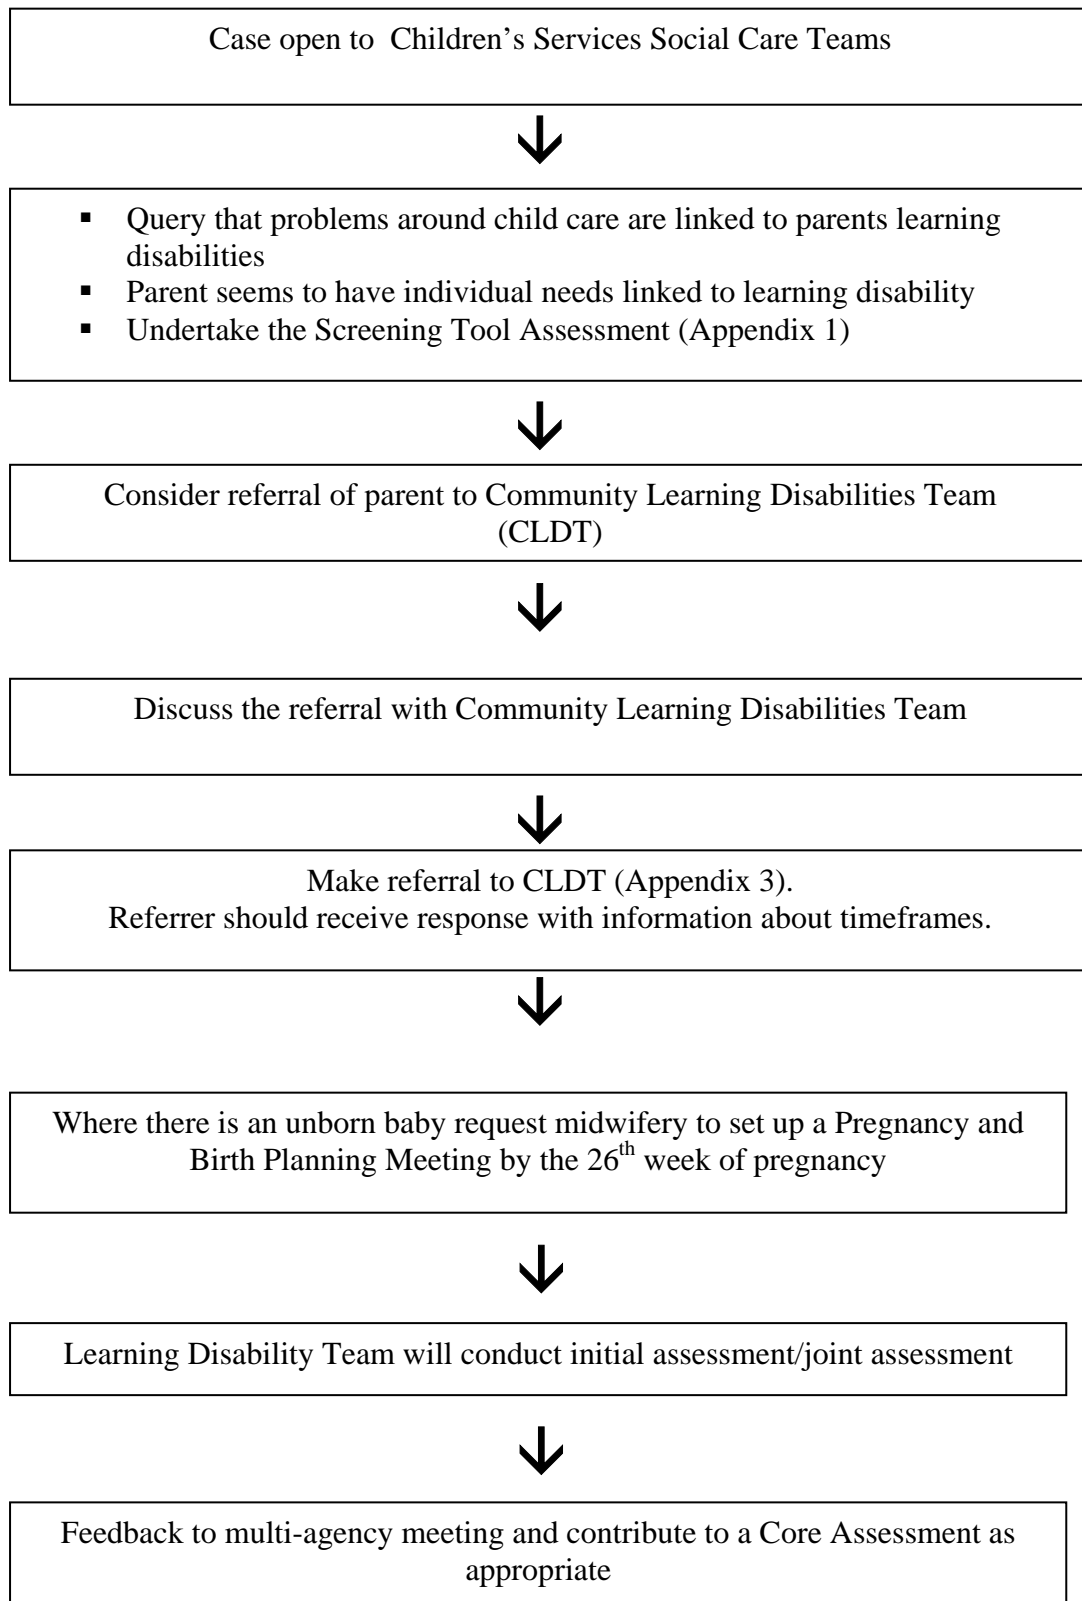 Case open to Children's Services Social Care Teams
▪ Query that problems around child care are linked to parents learning
disabilities
▪ Parent seems to have individual needs linked to learning disability
▪ Undertake the Screening Tool Assessment (Appendix 1)
Consider referral of parent to Community Learning Disabilities Team
(CLDT)
Discuss the referral with Community Learning Disabilities Team
Make referral to CLDT (Appendix 3).
Referrer should receive response with information about timeframes.
Where there is an unborn baby request midwifery to set up a Pregnancy and
Birth Planning Meeting by the 26th week of pregnancy
Learning Disability Team will conduct initial assessment/joint assessment
Feedback to multi-agency meeting and contribute to a Core Assessment as
appropriate